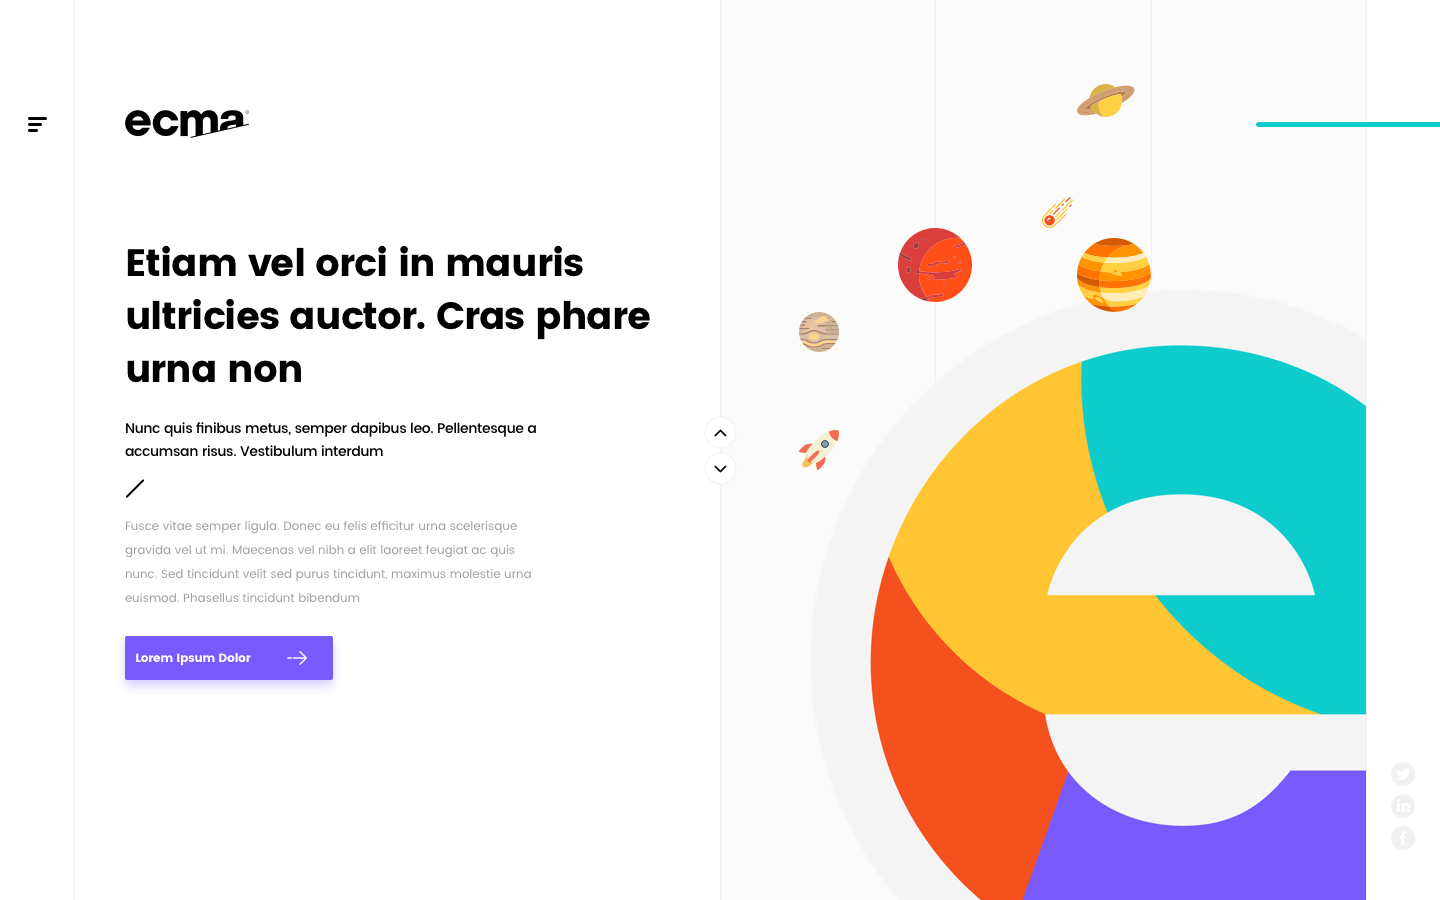 ecma
Etiam vel orci in mauris
ultricies auctor. Cras phare
urna non
Nunc quis finibus metus, semper dapibus leo. Pellentesque a
accumsan risus. Vestibulum interdum
Fusce vitae semper ligula. Donec eu felis efficitur urna scelerisque
gravida vel ut mi. Maecenas vel nibh a elit laoreet feugiat ac quis
nunc. Sed tincidunt velit sed purus tincidunt, maximus molestie urna
euismod. Phasellus tincidunt bibendum
Lorem Ipsum Dolor
e
in
f